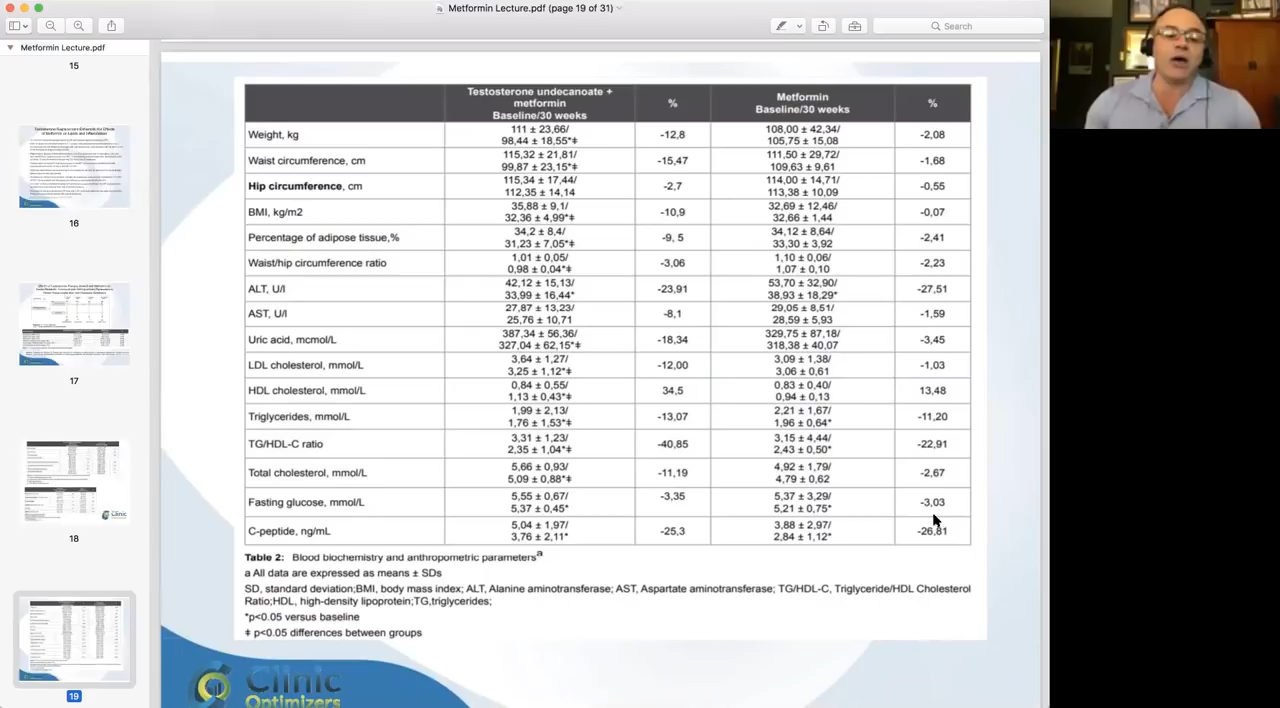 Metformin Lecture.pdf (page 19 of 31)
Search
Metformin Lecture.pdf
15
16
17
18
19
Testosterone undecanoate + metformin Baseline/30 weeks
%
Metformin Baseline/30 weeks
%
Weight, kg
111 ± 23,66/
98,44 ± 19,55*ǂ
-12,8
108,00 ± 42,34/
105,75 ± 15,08
-2,08
Waist circumference, cm
115,32 ± 21,81/
99,87 ± 23,15*ǂ
-15,47
111,50 ± 29,72/
109,63 ± 9,61
-1,68
Hip circumference, cm
115,34 ± 17,44/
112,35 ± 14,14
-2,7
114,00 ± 14,71/
113,38 ± 10,09
-0,55
BMI, kg/m2
35,88 ± 9,1/
32,36 ± 4,99*ǂ
-10,9
32,69 ± 12,46/
32,66 ± 1,44
-0,07
Percentage of adipose tissue,%
34,2 ± 8,4/
31,23 ± 7,05*ǂ
-9, 5
34,12 ± 8,64/
33,30 ± 3,92
-2,41
Waist/hip circumference ratio
1,01 ± 0,05/
0,98 ± 0,04*ǂ
-3,06
1,10 ± 0,06/
1,07 ± 0,10
-2,23
ALT, U/l
42,12 ± 15,13/
33,99 ± 16,44*
-23,91
53,70 ± 32,90/
38,93 ± 18,29*
-27,51
AST, U/l
27,87 ± 13,23/
25,76 ± 10,71
-8,1
29,05 ± 8,51/
28,59 ± 5,93
-1,59
Uric acid, mcmol/L
387,34 ± 56,36/
327,04 ± 62,15*ǂ
-18,34
329,75 ± 87,18/
318,38 ± 40,07
-3,45
LDL cholesterol, mmol/L
3,64 ± 1,27/
3,25 ± 1,12*ǂ
-12,00
3,09 ± 1,38/
3,06 ± 0,61
-1,03
HDL cholesterol, mmol/L
0,84 ± 0,55/
1,13 ± 0,43*ǂ
34,5
0,83 ± 0,40/
0,94 ± 0,13
13,48
Triglycerides, mmol/L
1,99 ± 2,13/
1,76 ± 1,53*ǂ
-13,07
2,21 ± 1,67/
1,96 ± 0,64*
-11,20
TG/HDL-C ratio
3,31 ± 1,23/
2,35 ± 1,04*ǂ
-40,85
3,15 ± 4,44/
2,43 ± 0,50*
-22,91
Total cholesterol, mmol/L
5,66 ± 0,93/
5,09 ± 0,88*ǂ
-11,19
4,92 ± 1,79/
4,79 ± 0,62
-2,67
Fasting glucose, mmol/L
5,55 ± 0,67/
5,37 ± 0,45*
-3,35
5,37 ± 3,29/
5,21 ± 0,75*
-3,03
C-peptide, ng/mL
5,04 ± 1,97/
3,76 ± 2,11*
-25,3
3,88 ± 2,97/
2,84 ± 1,12*
-26,81
Table 2: Blood biochemistry and anthropometric parametersᵃ
a All data are expressed as means ± SDs
SD, standard deviation;BMI, body mass index; ALT, Alanine aminotransferase; AST, Aspartate aminotransferase; TG/HDL-C, Triglyceride/HDL Cholesterol
Ratio;HDL, high-density lipoprotein;TG,triglycerides;
*p<0.05 versus baseline
ǂ p<0.05 differences between groups
Clinic
Optimizers